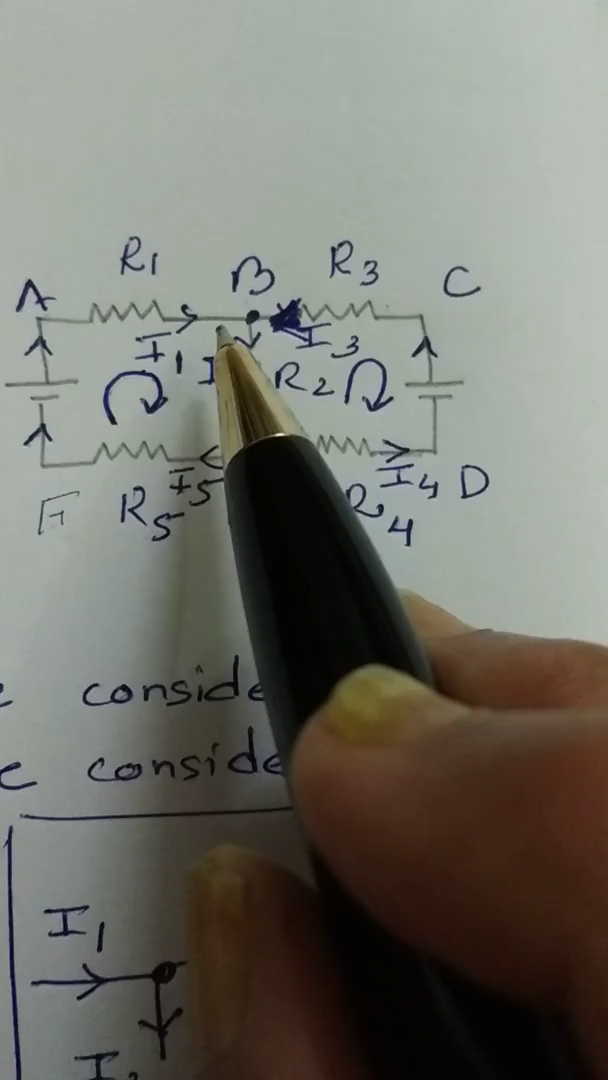 R1 B R3
A C
I1 I3
I R2
I5 I4 D
F R5 R4
conside
conside
I1
I